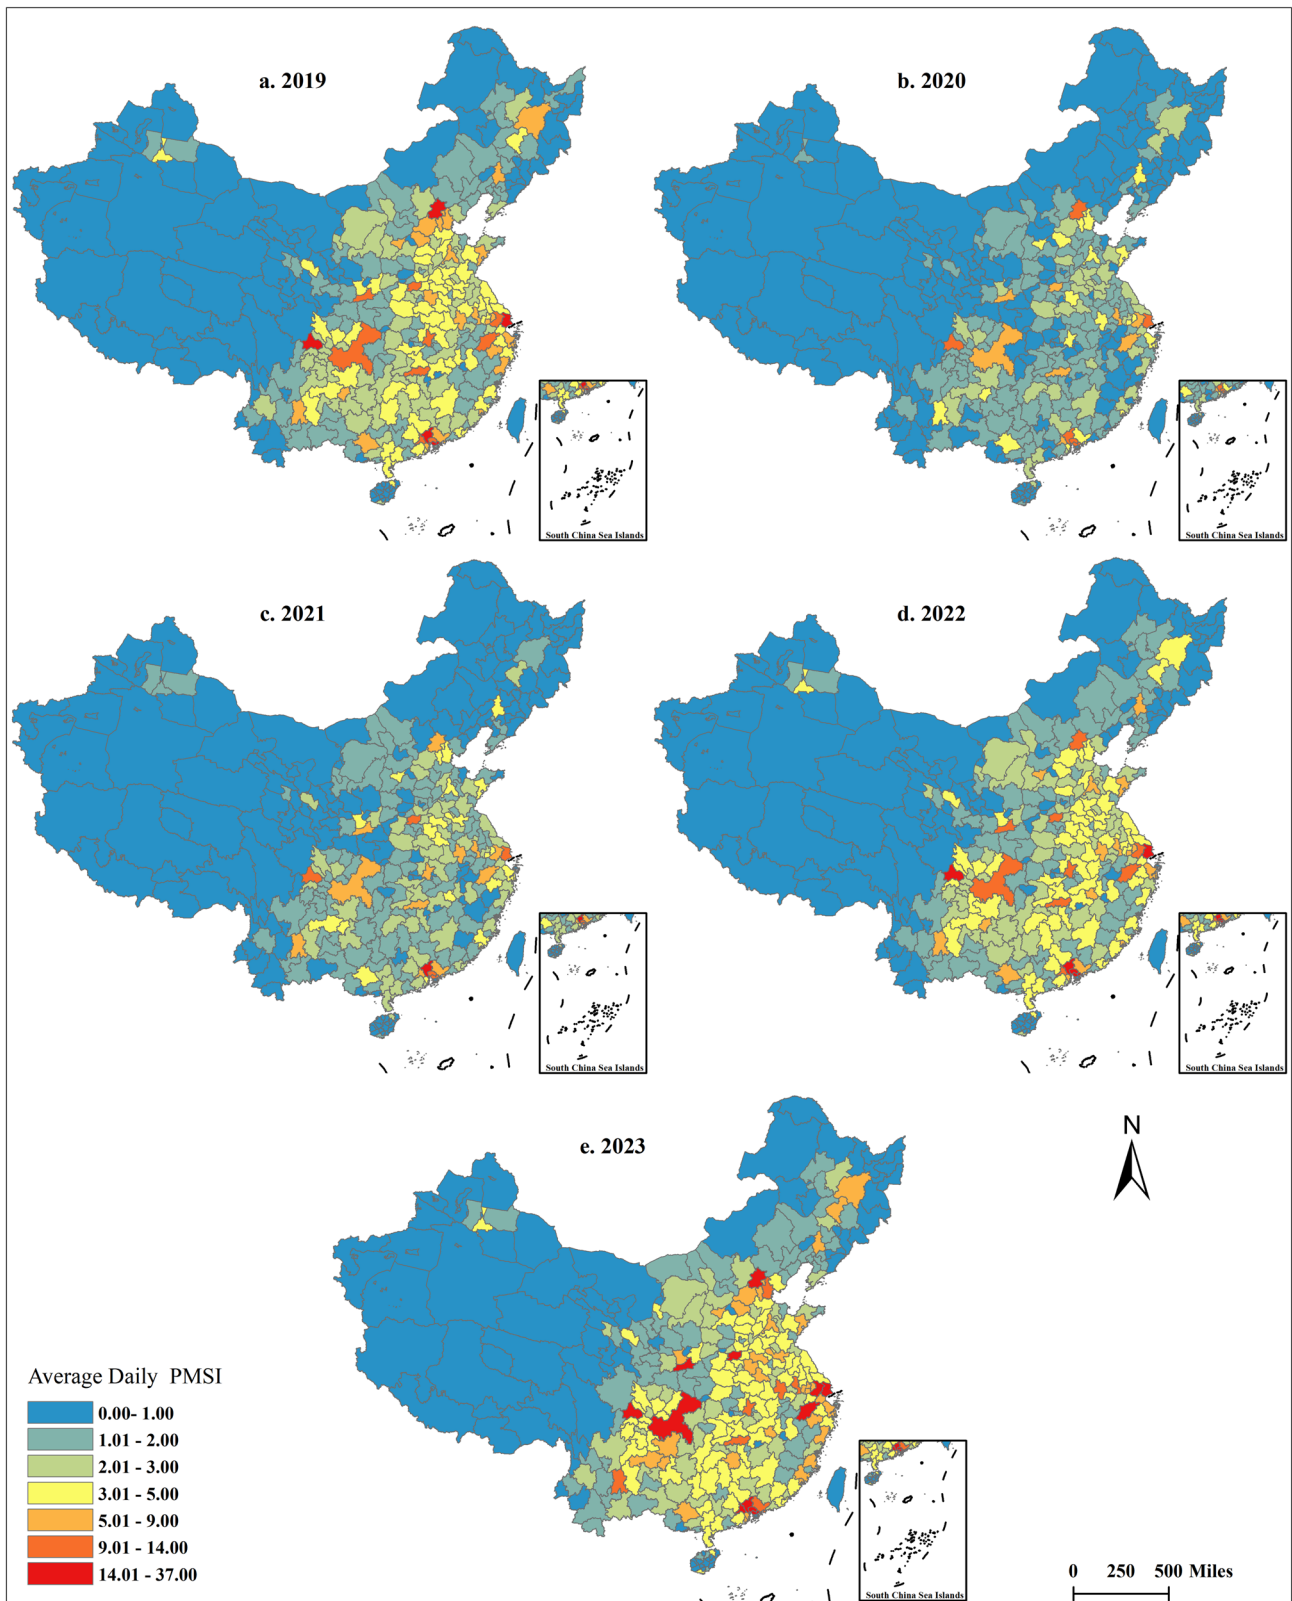 a. 2019
b. 2020
South China Sea Islands
South China Sea Islands
c. 2021
d. 2022
South China Sea Islands
South China Sea Islands
e. 2023
N
Average Daily PMSI
0.00- 1.00
1.01 - 2.00
2.01 - 3.00
3.01 - 5.00
5.01 - 9.00
9.01 - 14.00
14.01 - 37.00
South China Sea Islands
0 250 500 Miles